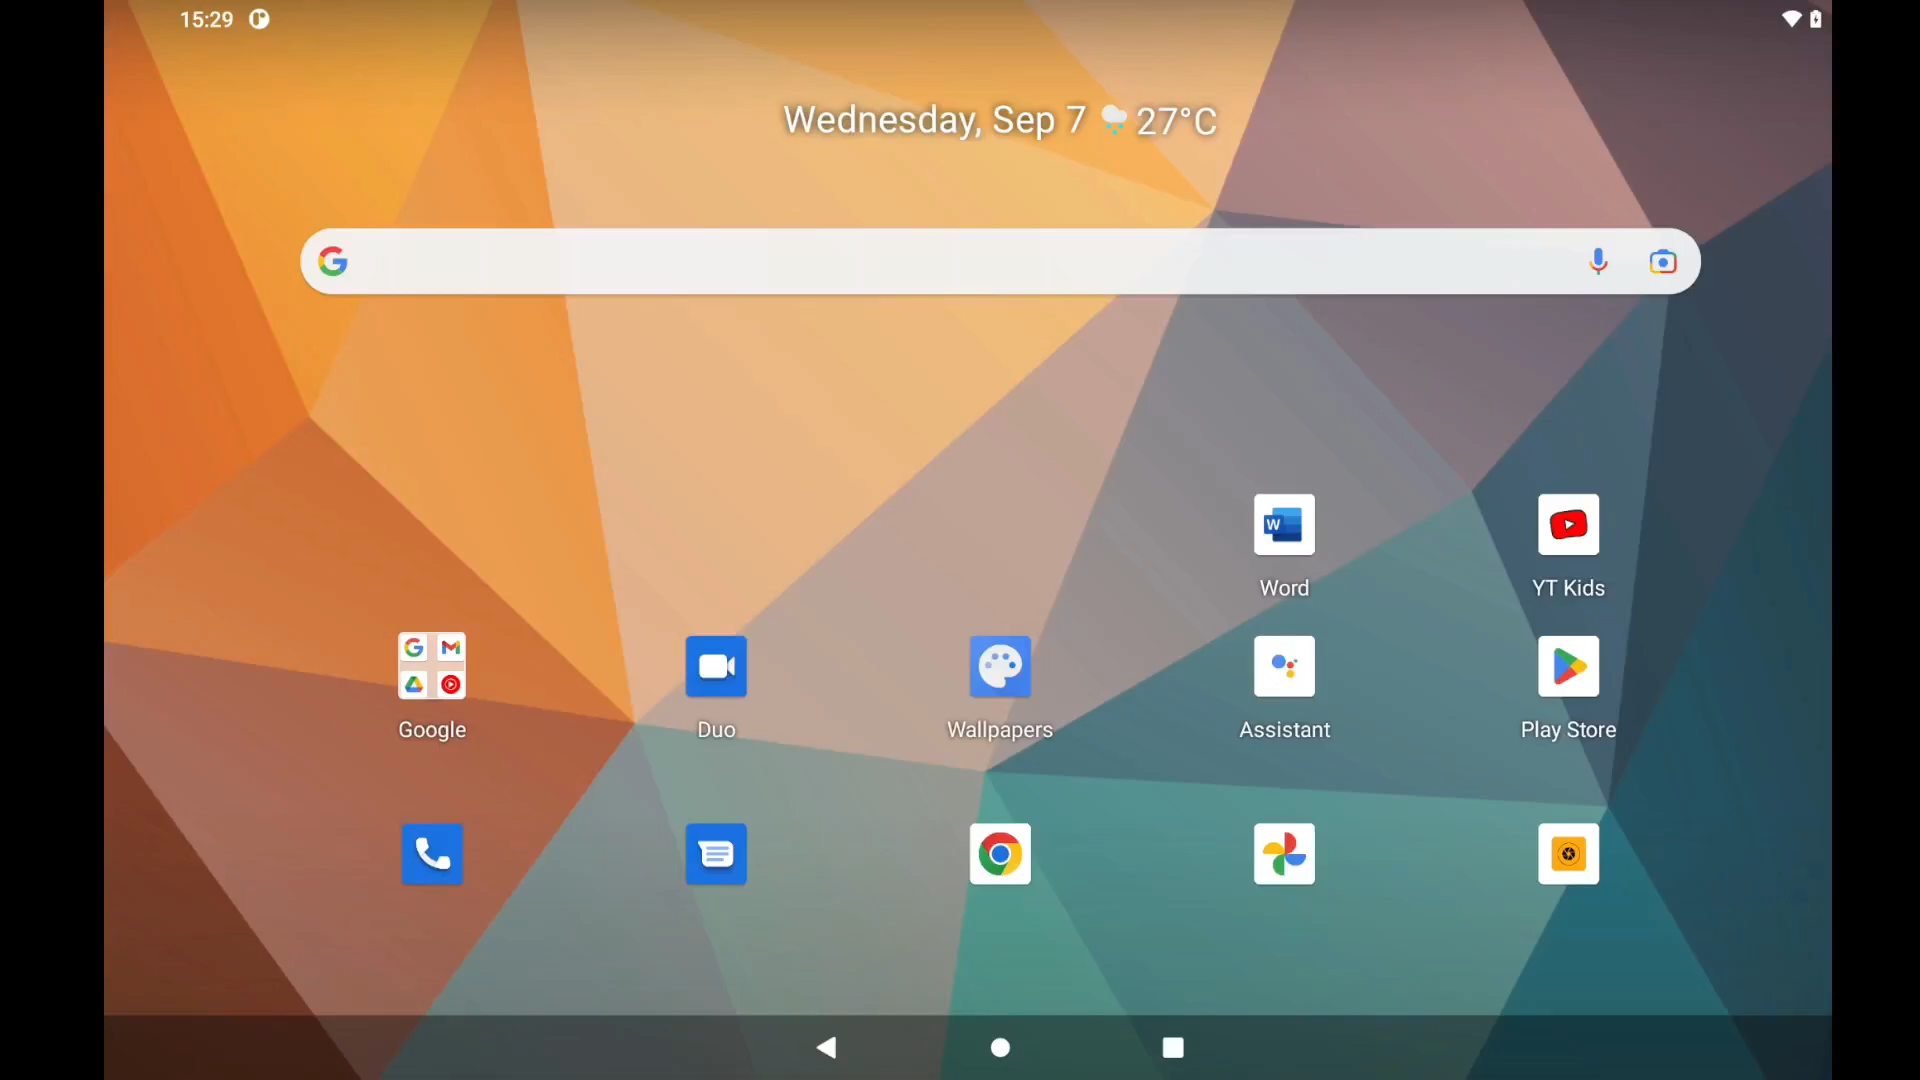 15:29
Wednesday, Sep 7 27°C
W
Word
YT Kids
Google
Duo
Wallpapers
Assistant
Play Store